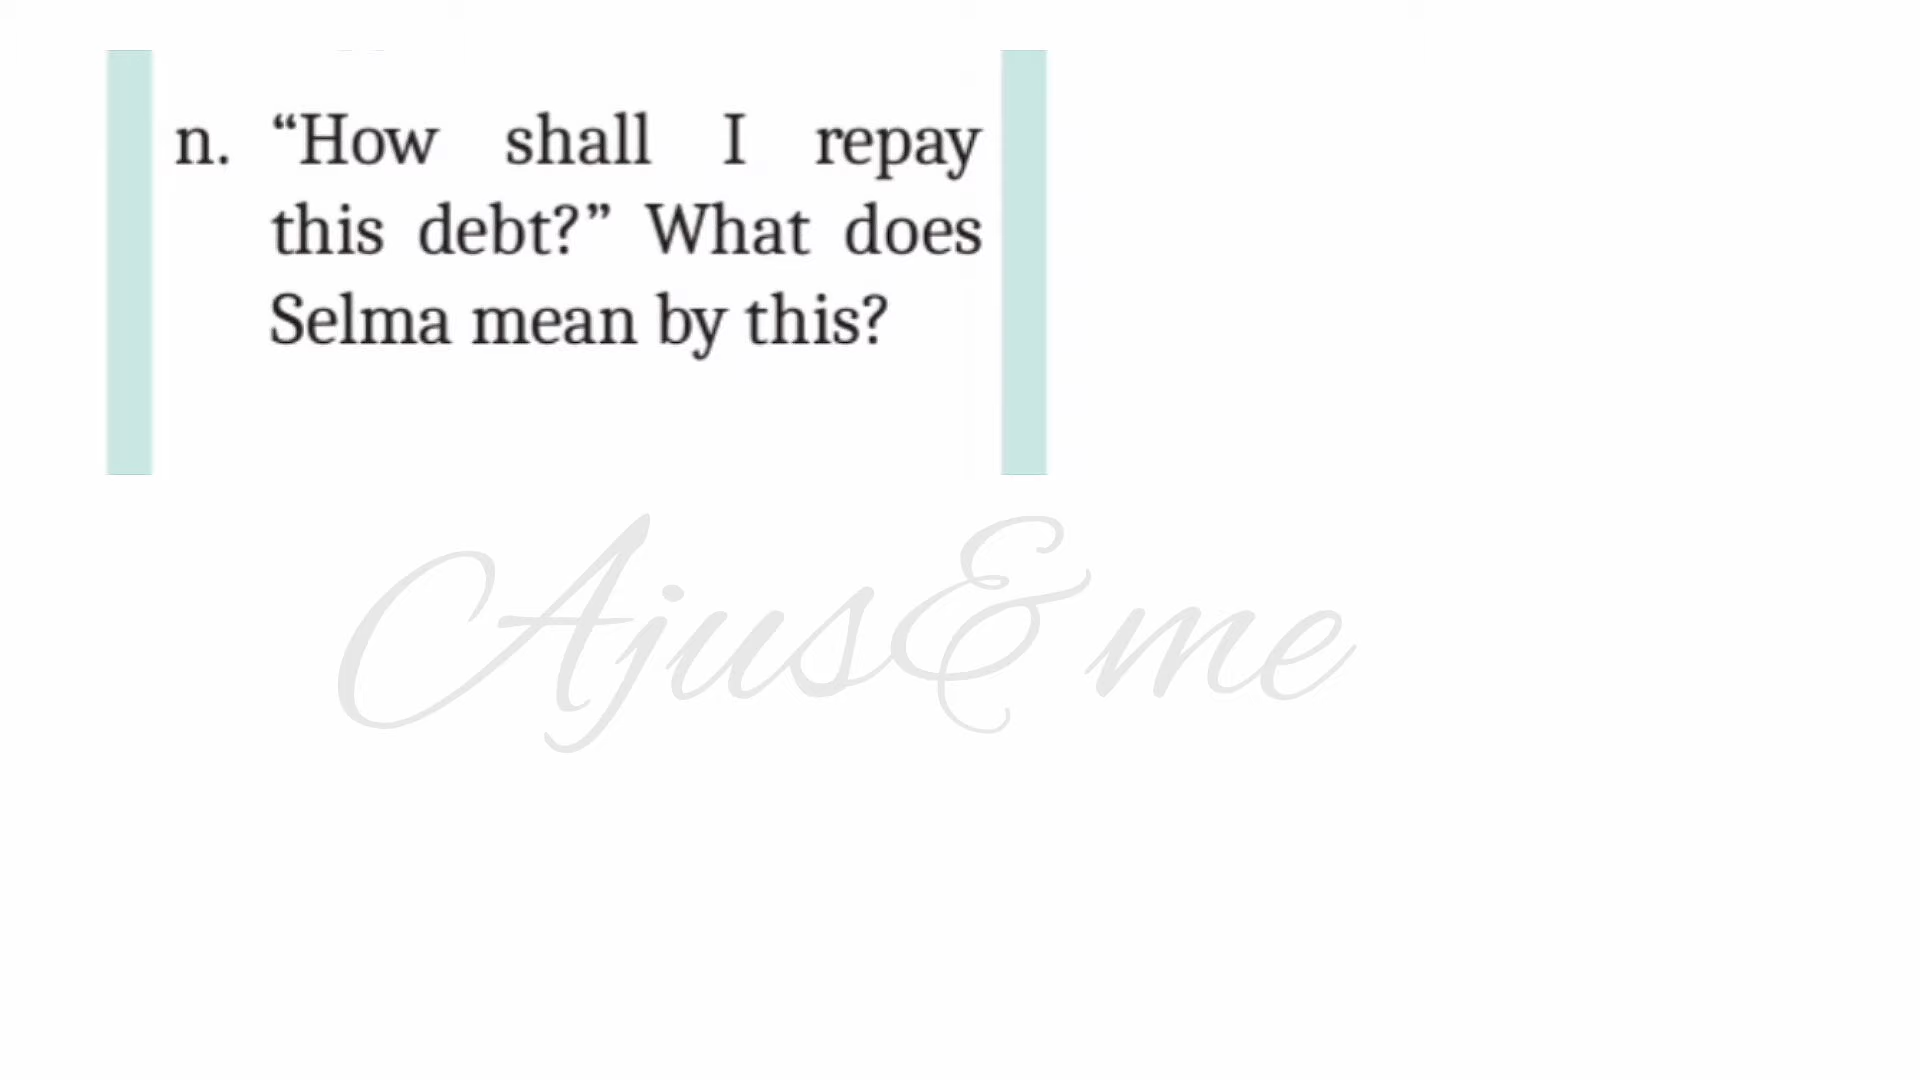 n. “How shall I repay
this debt?” What does
Selma mean by this?
Ajus& me